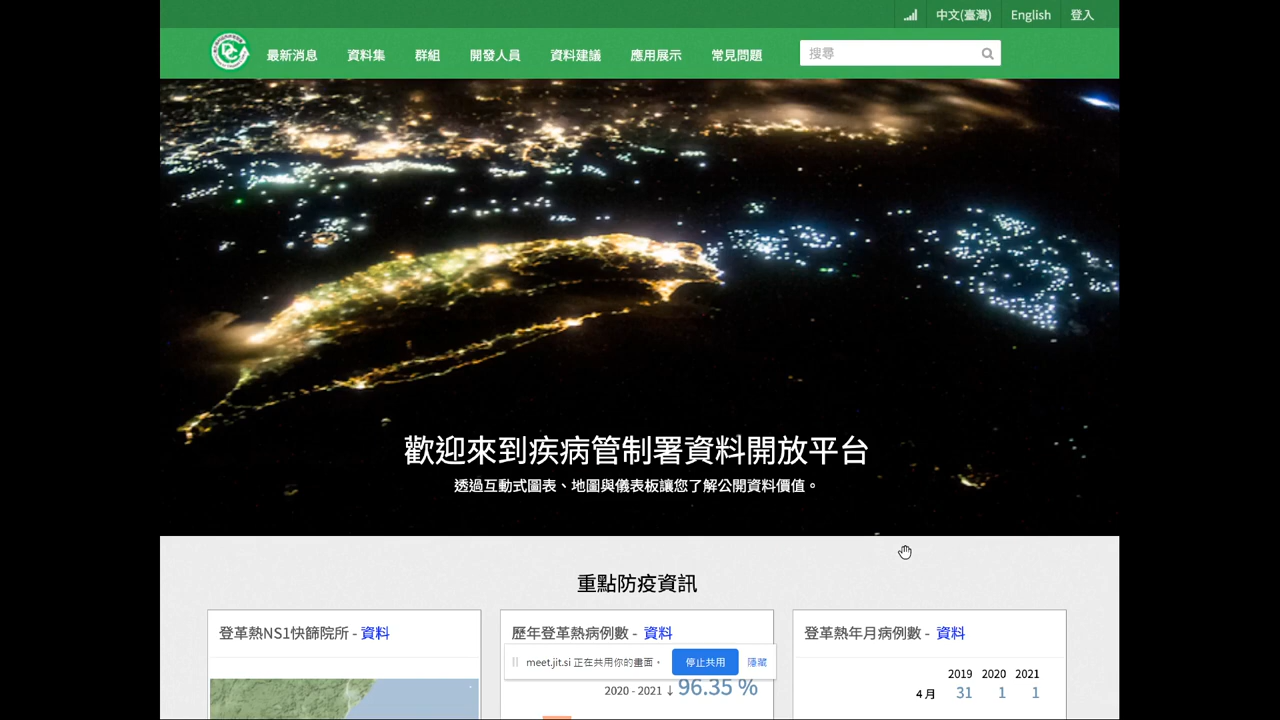 中文(臺灣) English 登入
最新消息 資料集 群組 開發人員 資料建議 應用展示 常見問題 搜尋
歡迎來到疾病管制署資料開放平台
透過互動式圖表、地圖與儀表板讓您了解公開資料價值。
重點防疫資訊
登革熱NS1快篩院所 - 資料
歷年登革熱病例數 - 資料
meet.jit.si 正在共用你的畫面。 停止共用 隱藏
2020 - 2021 ↓ 96.35 %
登革熱年月病例數 - 資料
2019 2020 2021
4 月 31 1 1